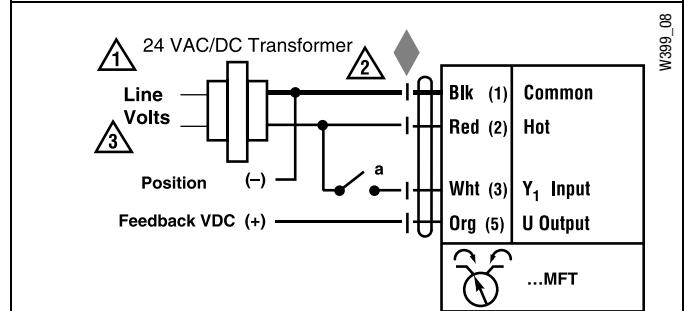 W399_08
1 24 VAC/DC Transformer 2
Line
Volts
3
Blk (1) Common
Red (2) Hot
Position (–)
a
Wht (3) Y₁ Input
Feedback VDC (+)
Org (5) U Output
...MFT